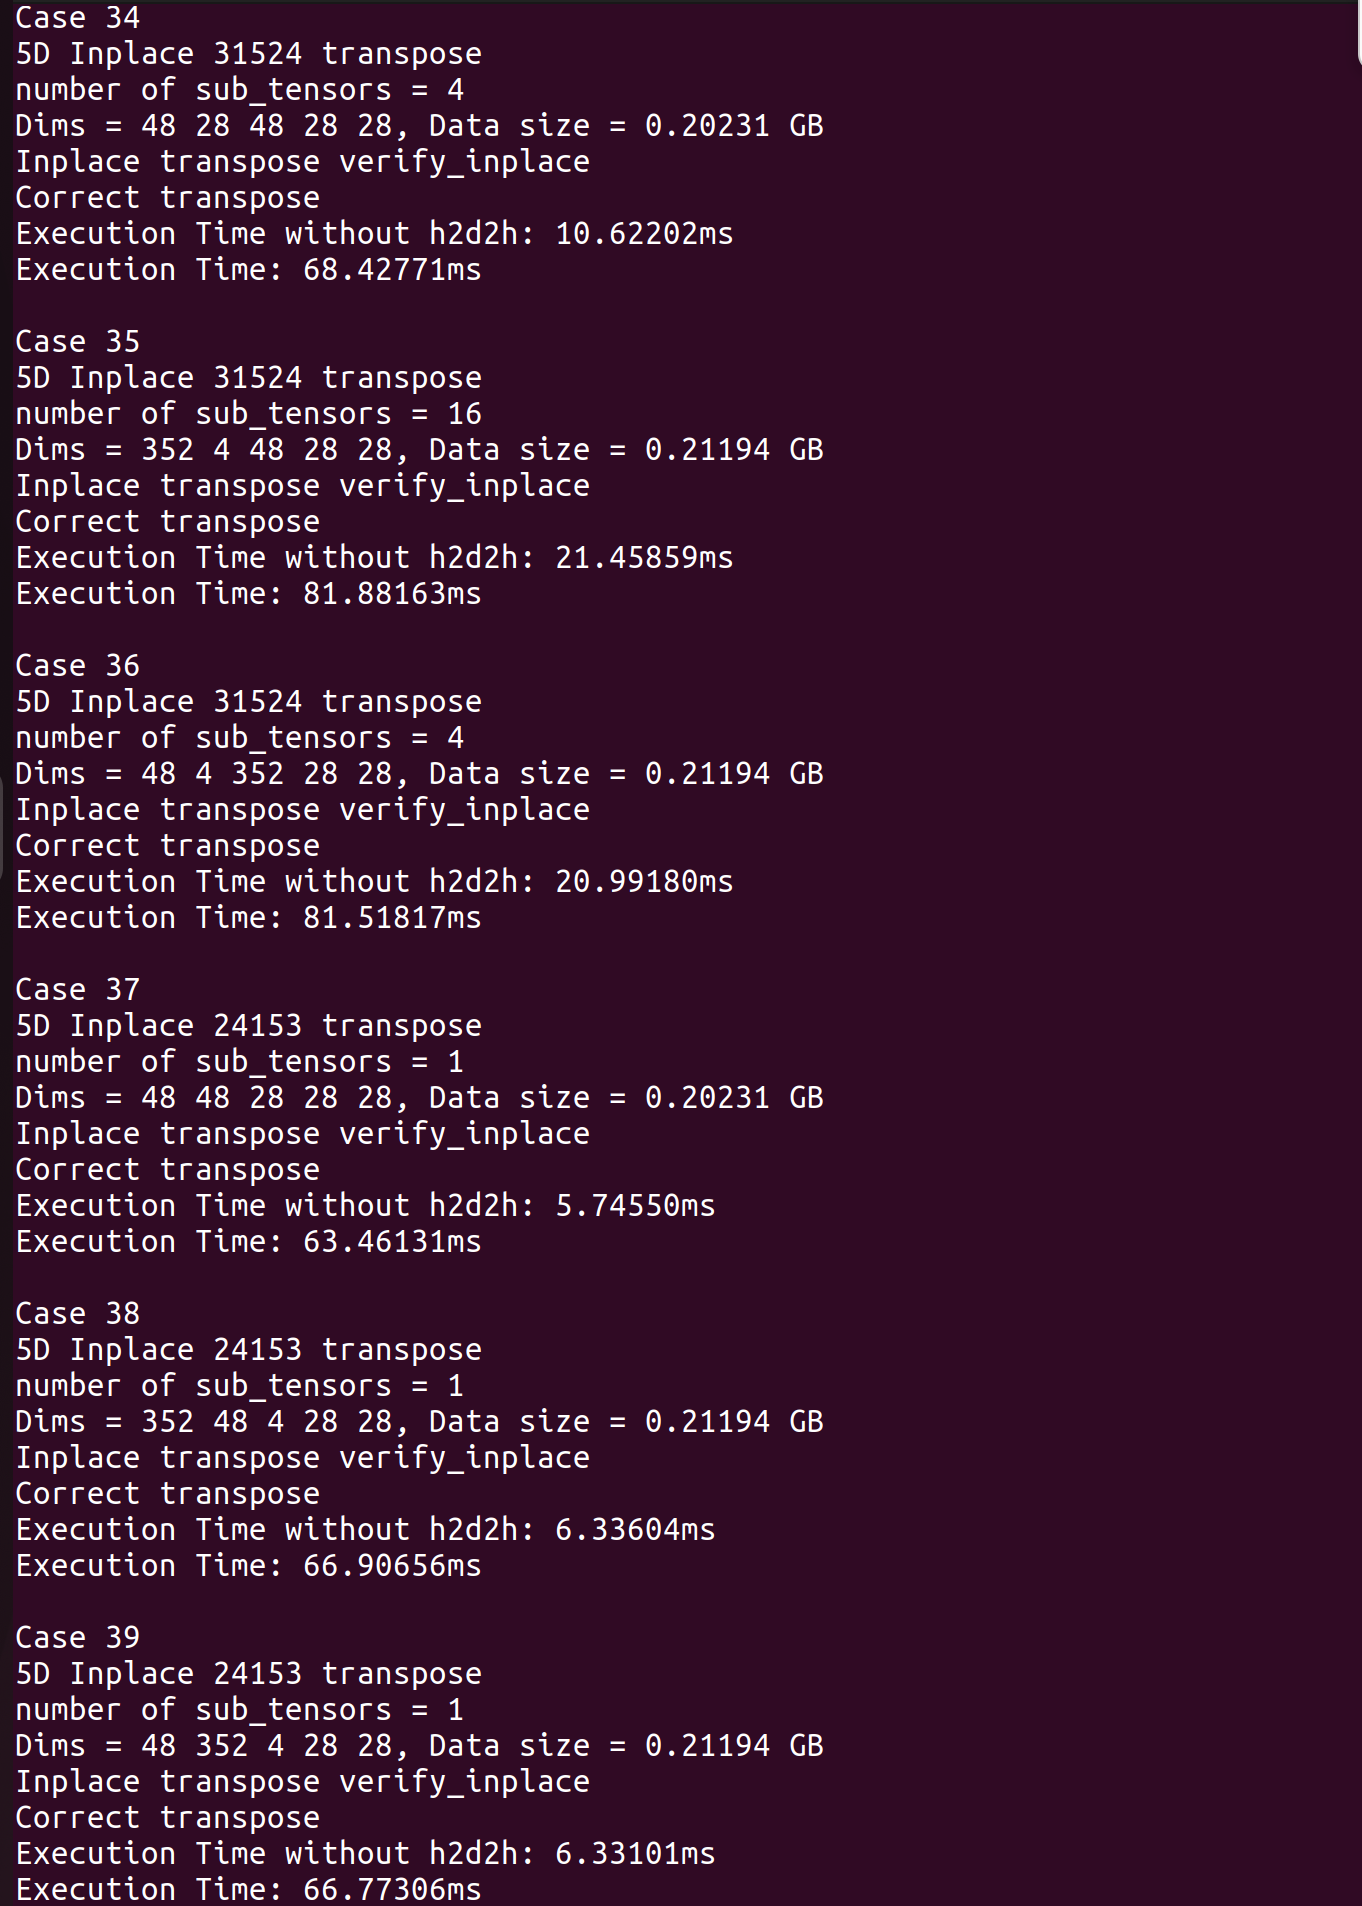 Case 34
5D Inplace 31524 transpose
number of sub_tensors = 4
Dims = 48 28 48 28 28, Data size = 0.20231 GB
Inplace transpose verify_inplace
Correct transpose
Execution Time without h2d2h: 10.62202ms
Execution Time: 68.42771ms
Case 35
5D Inplace 31524 transpose
number of sub_tensors = 16
Dims = 352 4 48 28 28, Data size = 0.21194 GB
Inplace transpose verify_inplace
Correct transpose
Execution Time without h2d2h: 21.45859ms
Execution Time: 81.88163ms
Case 36
5D Inplace 31524 transpose
number of sub_tensors = 4
Dims = 48 4 352 28 28, Data size = 0.21194 GB
Inplace transpose verify_inplace
Correct transpose
Execution Time without h2d2h: 20.99180ms
Execution Time: 81.51817ms
Case 37
5D Inplace 24153 transpose
number of sub_tensors = 1
Dims = 48 48 28 28 28, Data size = 0.20231 GB
Inplace transpose verify_inplace
Correct transpose
Execution Time without h2d2h: 5.74550ms
Execution Time: 63.46131ms
Case 38
5D Inplace 24153 transpose
number of sub_tensors = 1
Dims = 352 48 4 28 28, Data size = 0.21194 GB
Inplace transpose verify_inplace
Correct transpose
Execution Time without h2d2h: 6.33604ms
Execution Time: 66.90656ms
Case 39
5D Inplace 24153 transpose
number of sub_tensors = 1
Dims = 48 352 4 28 28, Data size = 0.21194 GB
Inplace transpose verify_inplace
Correct transpose
Execution Time without h2d2h: 6.33101ms
Execution Time: 66.77306ms